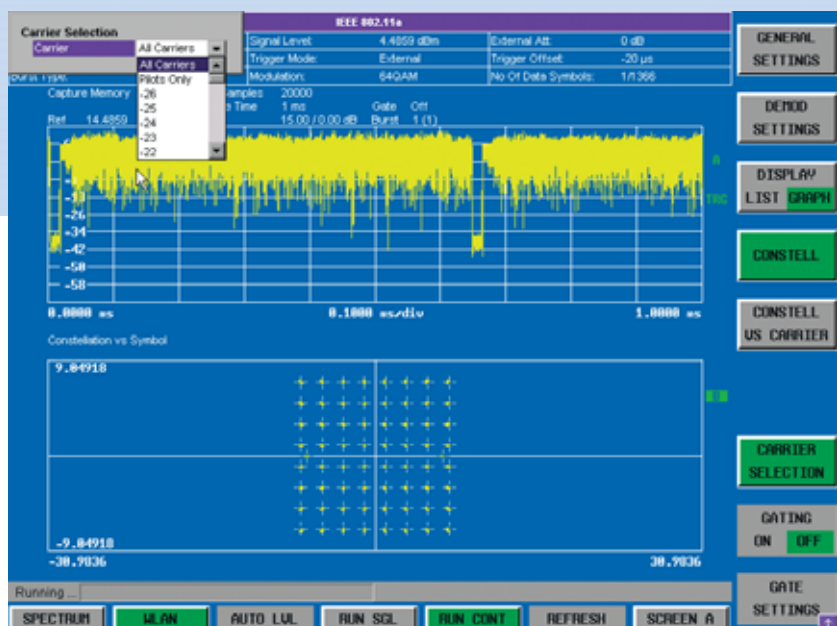 IEEE 802.11a
Carrier Selection
Carrier All Carriers
All Carriers
Pilots Only
-26
-25
-24
-23
-22
Signal Level: 4.4859 dBm External Att: 0 dB
Trigger Mode: External Trigger Offset: -20 µs
Burst Type: Modulation: 64QAM No Of Data Symbols: 1/1366
Capture Memory 20000
Time 1 ms Gate Off
Ref 14.4859 15.00 / 0.00 dB Burst 1 (1)
A
TRG
-26
-34
-42
-50
-58
0.0000 ms 0.1000 ms/div 1.0000 ms
Constellation vs Symbol
9.04918
B
-9.04918
-30.9836 30.9836
Running ...
SPECTRUM WLAN AUTO LVL RUN SGL RUN CONT REFRESH SCREEN A
GENERAL
SETTINGS
DEMOD
SETTINGS
DISPLAY
LIST GRAPH
CONSTELL
CONSTELL
VS CARRIER
CARRIER
SELECTION
GATING
ON OFF
GATE
SETTINGS